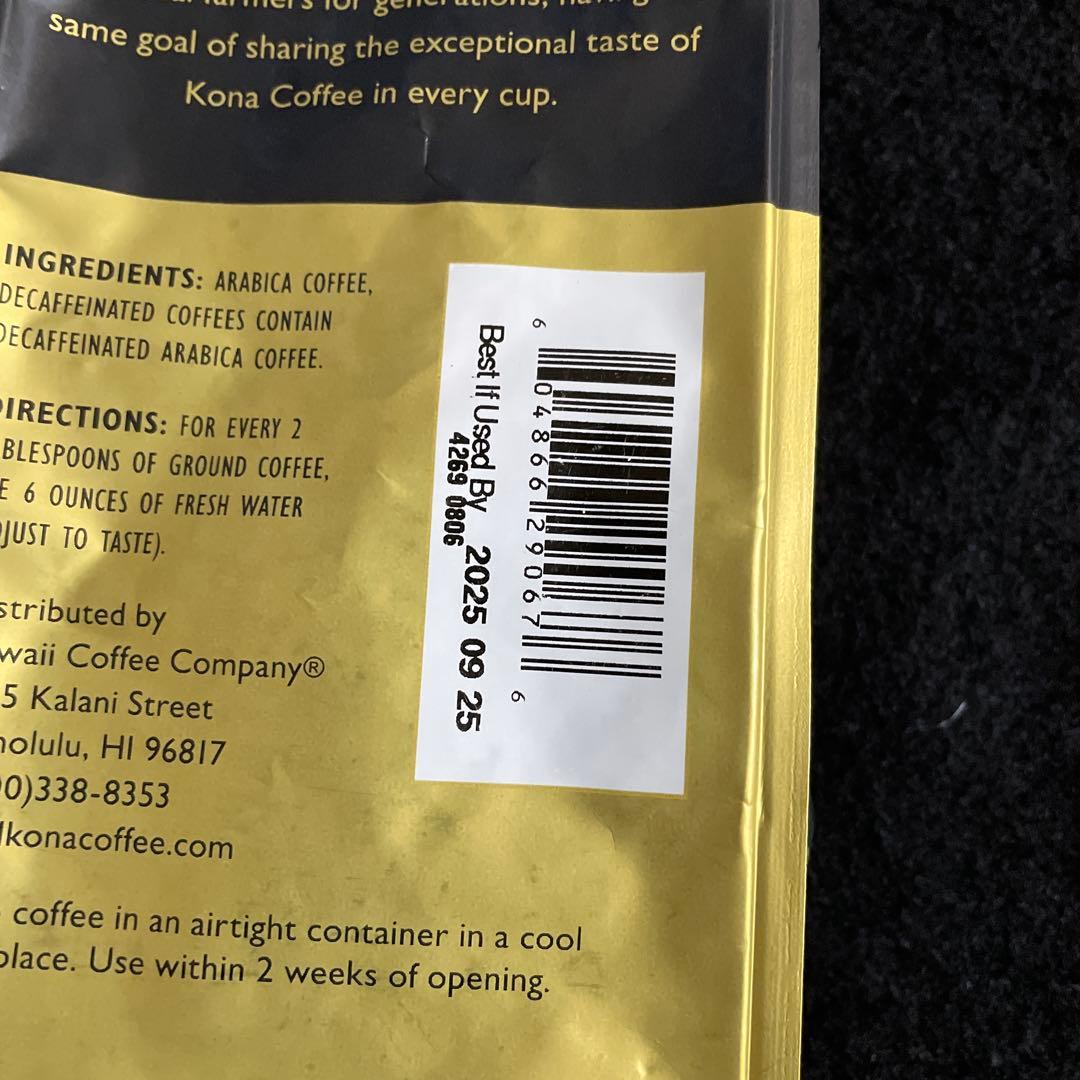 same goal of sharing the exceptional taste of
Kona Coffee in every cup.
INGREDIENTS: ARABICA COFFEE,
DECAFFEINATED COFFEES CONTAIN
DECAFFEINATED ARABICA COFFEE.
DIRECTIONS: FOR EVERY 2
BLESPOONS OF GROUND COFFEE,
E 6 OUNCES OF FRESH WATER
JUST TO TASTE).
stributed by
waii Coffee Company®
5 Kalani Street
nolulu, HI 96817
0)338-8353
lkonacoffee.com
coffee in an airtight container in a cool
place. Use within 2 weeks of opening.
Best If Used By 2025 09 25
4269 0806
6 04866 29067 6